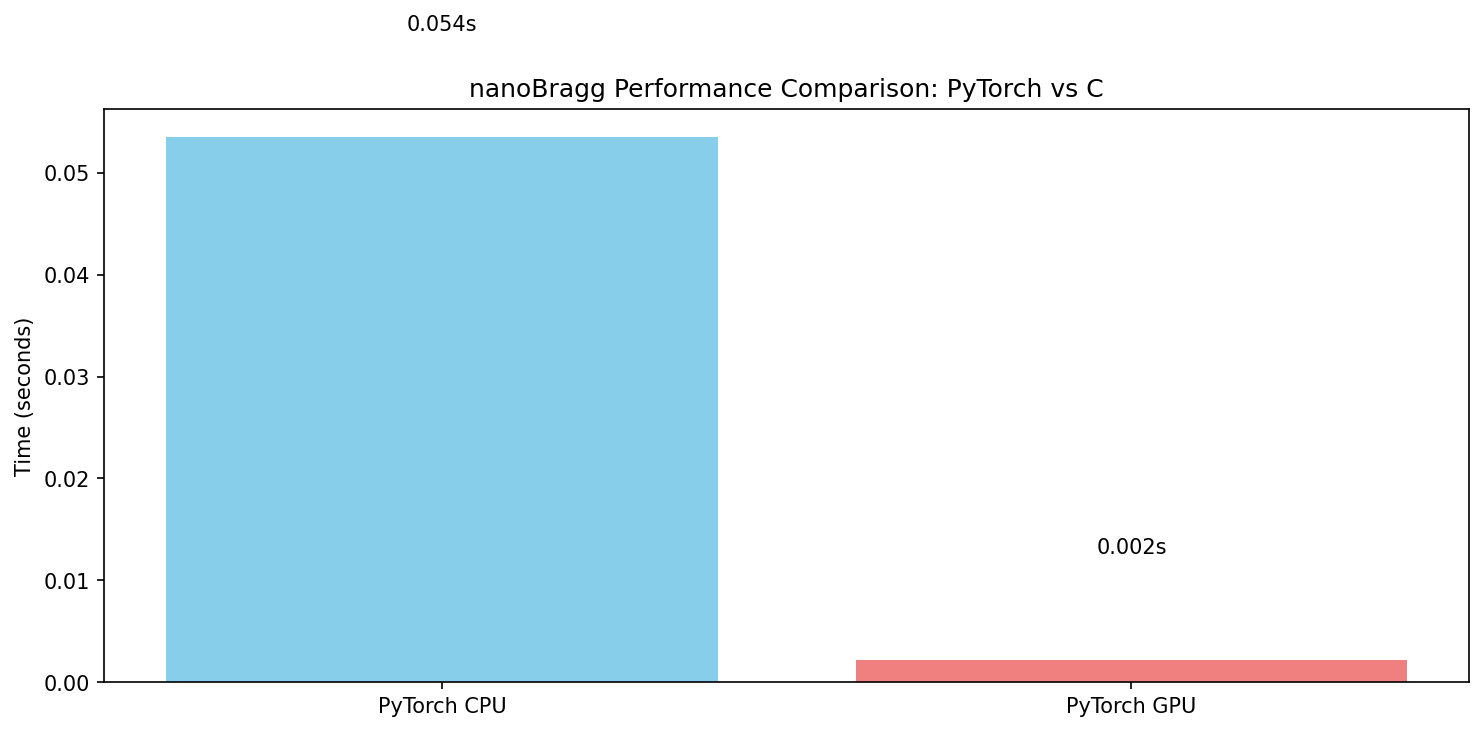 0.054s
nanoBragg Performance Comparison: PyTorch vs C
Time (seconds)
0.05
0.04
0.03
0.02
0.01
0.00
0.002s
PyTorch CPU
PyTorch GPU